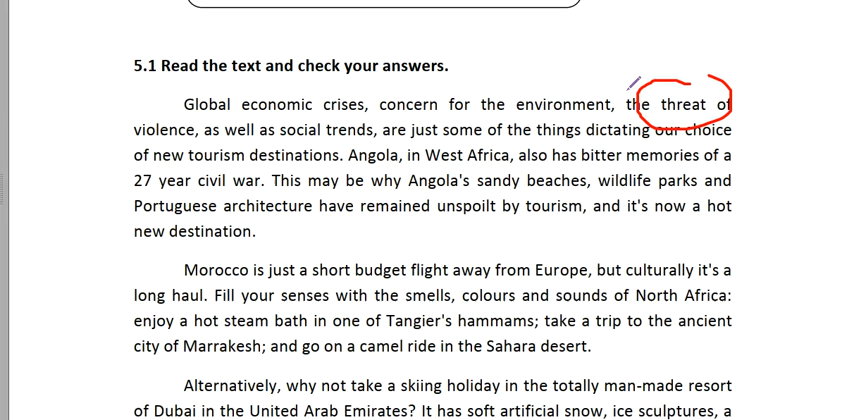 5.1 Read the text and check your answers.
Global economic crises, concern for the environment, the threat of
violence, as well as social trends, are just some of the things dictating our choice
of new tourism destinations. Angola, in West Africa, also has bitter memories of a
27 year civil war. This may be why Angola's sandy beaches, wildlife parks and
Portuguese architecture have remained unspoilt by tourism, and it's now a hot
new destination.
Morocco is just a short budget flight away from Europe, but culturally it's a
long haul. Fill your senses with the smells, colours and sounds of North Africa:
enjoy a hot steam bath in one of Tangier's hammams; take a trip to the ancient
city of Marrakesh; and go on a camel ride in the Sahara desert.
Alternatively, why not take a skiing holiday in the totally man-made resort
of Dubai in the United Arab Emirates? It has soft artificial snow, ice sculptures, a